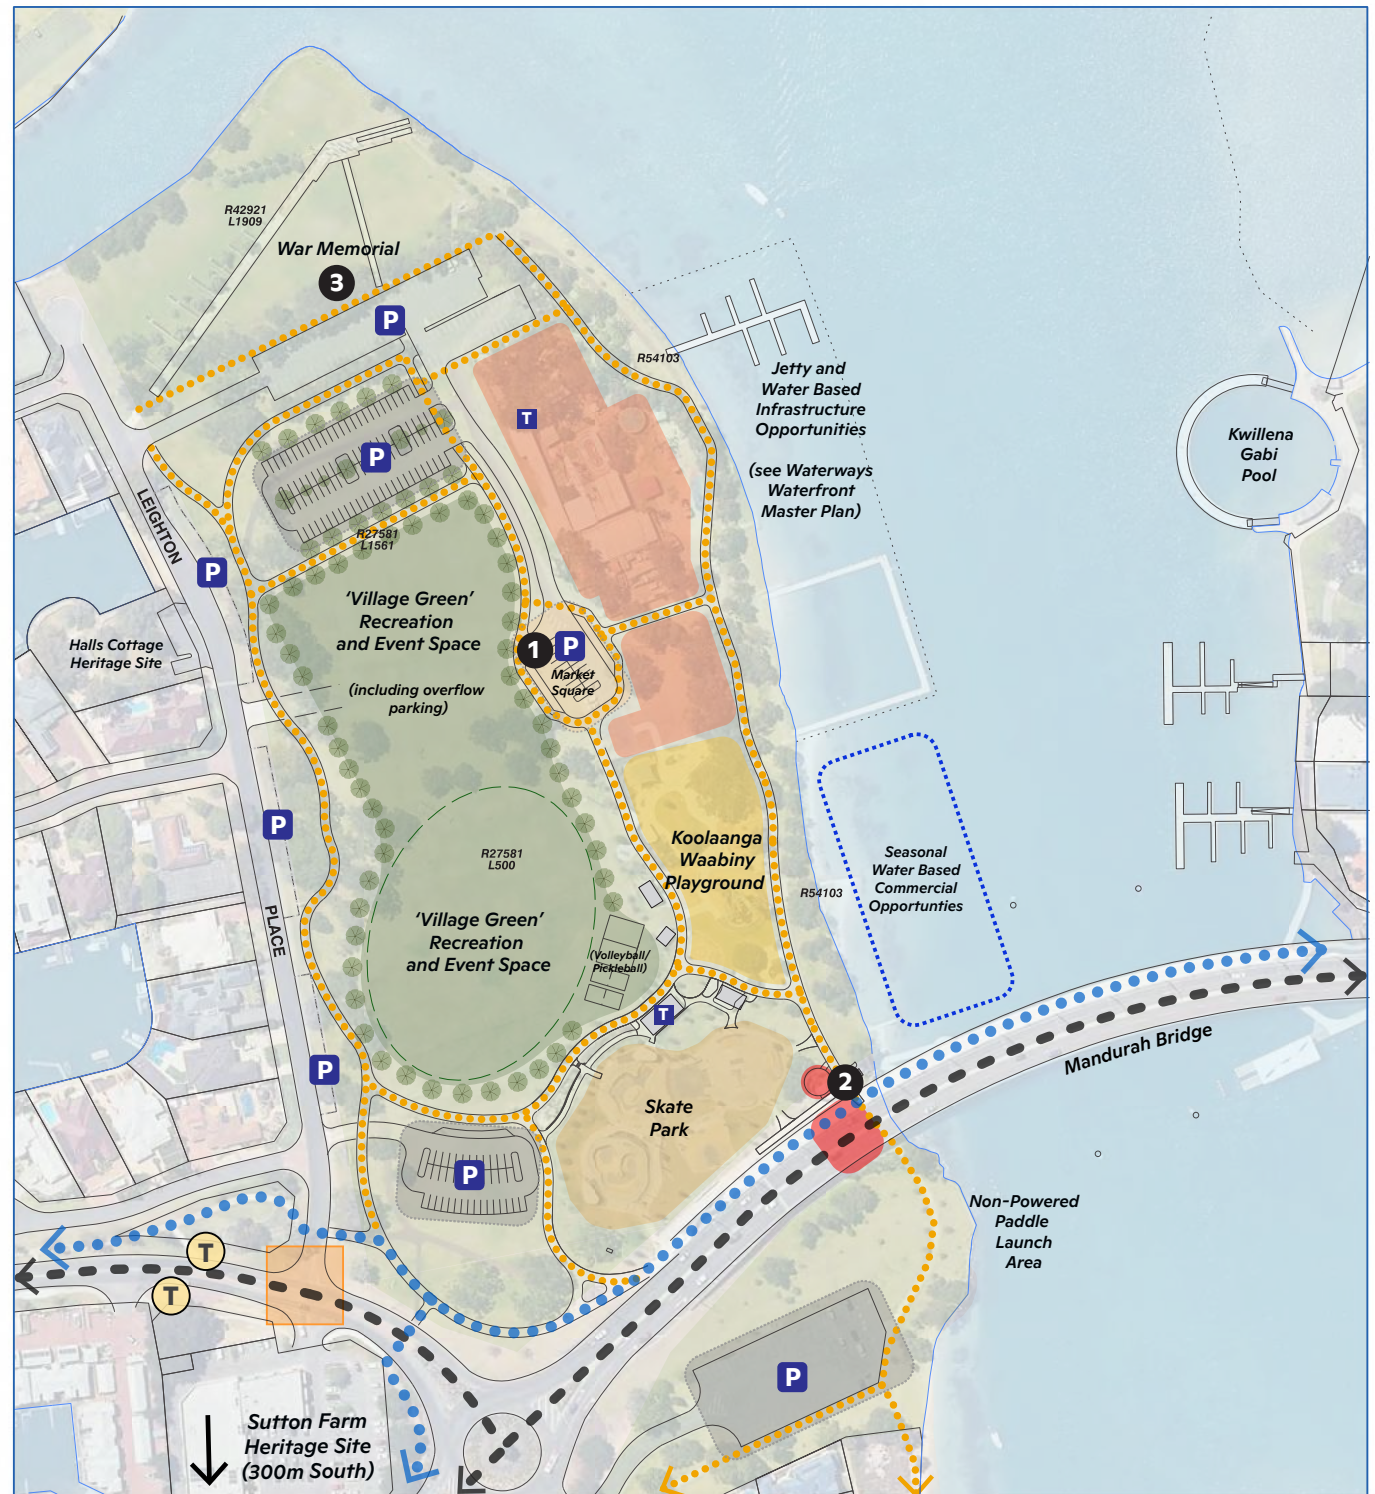 R42921
L1909
War Memorial
3
P
R54103
Jetty and
Water Based
Infrastructure
Opportunities
(see Waterways
Waterfront
Master Plan)
Kwillena
Gabi
Pool
T
P
LEIGHTON
R27581
L1561
P
'Village Green'
Recreation
and Event Space
(including overflow
parking)
Halls Cottage
Heritage Site
1
P
Market
Square
P
Koolaanga
Waabiny
Playground
R27581
L500
'Village Green'
Recreation
and Event Space
Seasonal
Water Based
Commercial
Opportunties
R54103
PLACE
(Volleyball/
Pickleball)
T
P
2
Mandurah Bridge
Skate
Park
P
Non-Powered
Paddle
Launch
Area
T
T
P
Sutton Farm
Heritage Site
(300m South)